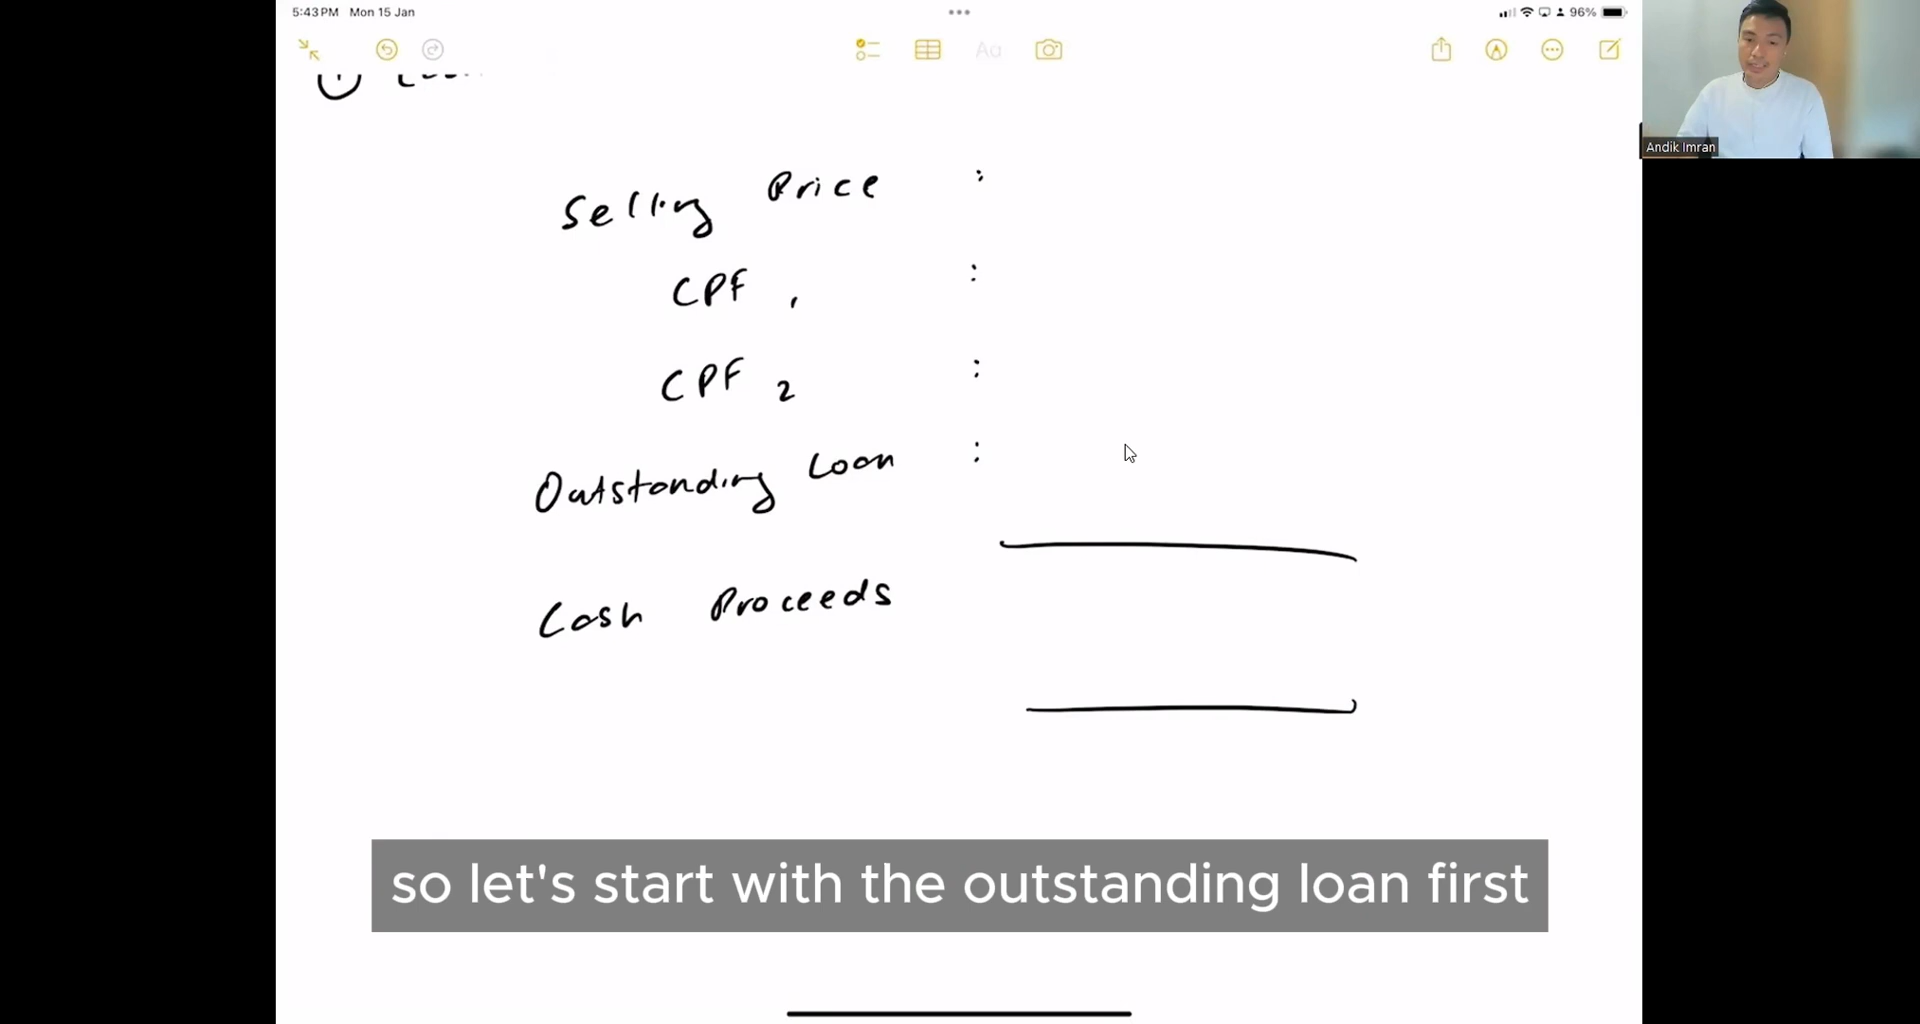 5:43 PM Mon 15 Jan
96%
Aa
Andik Imran
Selling Price :
CPF 1 :
CPF 2 :
Outstanding Loan :
Cash Proceeds
so let's start with the outstanding loan first